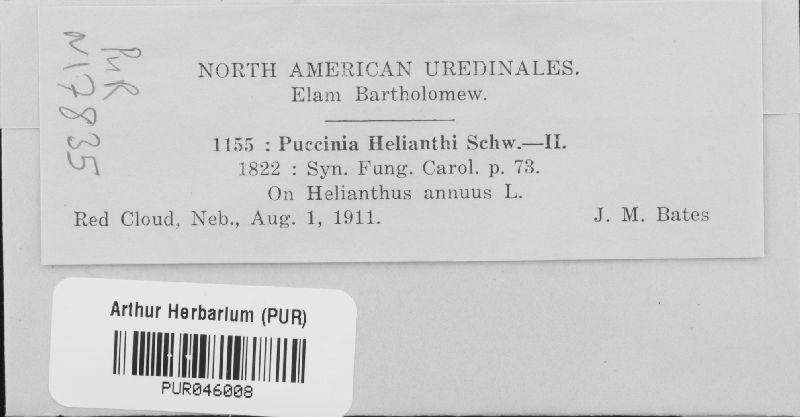 PUR
N17835
NORTH AMERICAN UREDINALES.
Elam Bartholomew.
1155 : Puccinia Helianthi Schw.—II.
1822 : Syn. Fung. Carol. p. 73.
On Helianthus annuus L.
Red Cloud, Neb., Aug. 1, 1911. J. M. Bates
Arthur Herbarium (PUR)
PUR046008